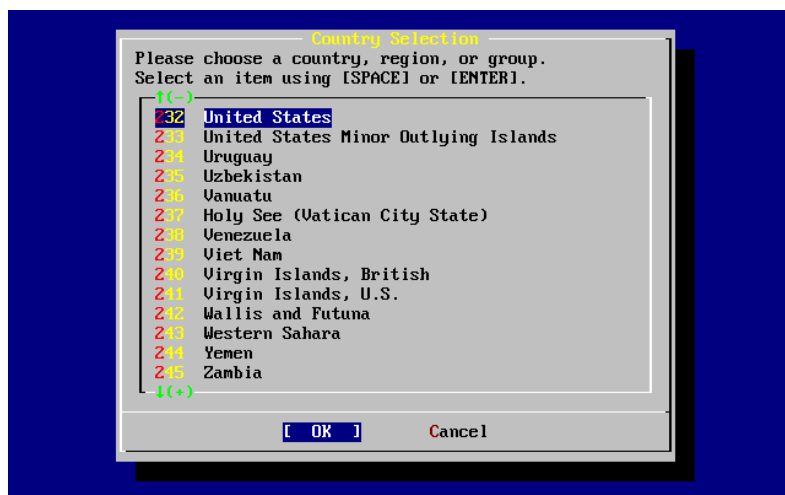 Country Selection
Please choose a country, region, or group.
Select an item using [SPACE] or [ENTER].
↑(-)
232 United States
233 United States Minor Outlying Islands
234 Uruguay
235 Uzbekistan
236 Vanuatu
237 Holy See (Vatican City State)
238 Venezuela
239 Viet Nam
240 Virgin Islands, British
241 Virgin Islands, U.S.
242 Wallis and Futuna
243 Western Sahara
244 Yemen
245 Zambia
↓(+)
[ OK ] Cancel